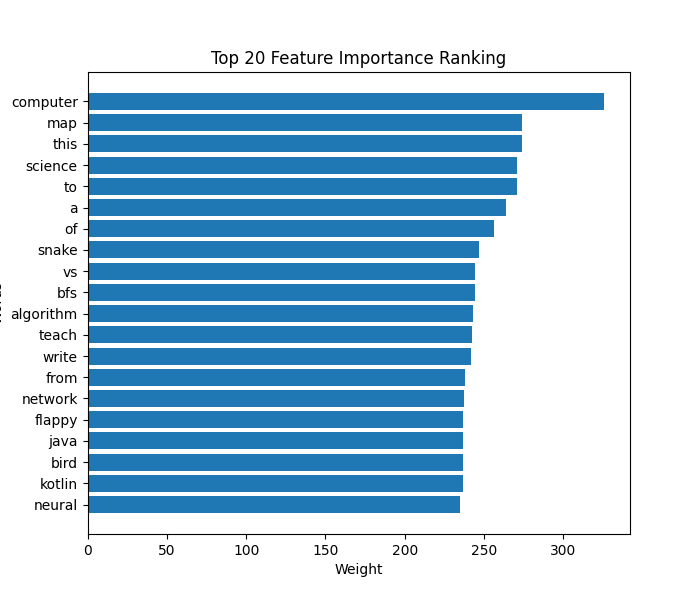 Top 20 Feature Importance Ranking
computer
map
this
science
to
a
of
snake
vs
bfs
algorithm
teach
write
from
network
flappy
java
bird
kotlin
neural
0 50 100 150 200 250 300
Weight